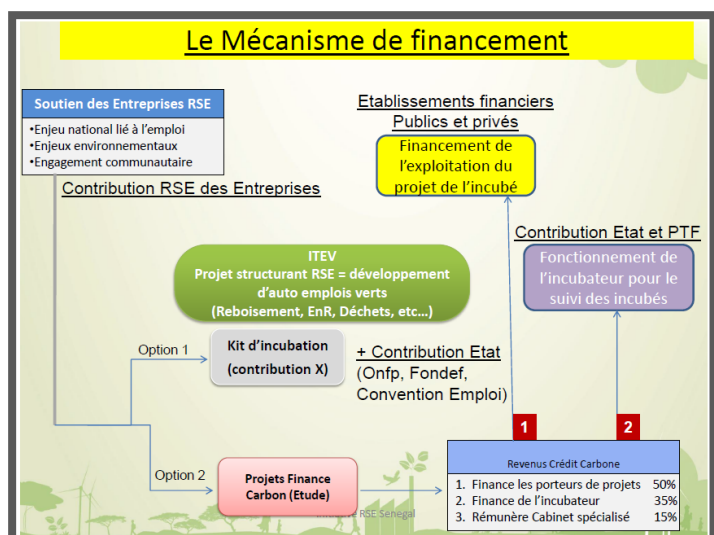 Le Mécanisme de financement
Soutien des Entreprises RSE
•Enjeu national lié à l'emploi
•Enjeux environnementaux
•Engagement communautaire
Contribution RSE des Entreprises
Etablissements financiers
Publics et privés
Financement de
l'exploitation du
projet de l'incubé
Contribution Etat et PTF
Fonctionnement de
l'incubateur pour le
suivi des incubés
ITEV
Projet structurant RSE = développement
d'auto emplois verts
(Reboisement, EnR, Déchets, etc...)
Option 1
Kit d'incubation
(contribution X)
+ Contribution Etat
(Onfp, Fondef,
Convention Emploi)
1
2
Option 2
Projets Finance
Carbon (Etude)
Revenus Crédit Carbone
1. Finance les porteurs de projets 50%
2. Finance de l'incubateur 35%
3. Rémunère Cabinet spécialisé 15%
RSE Senegal